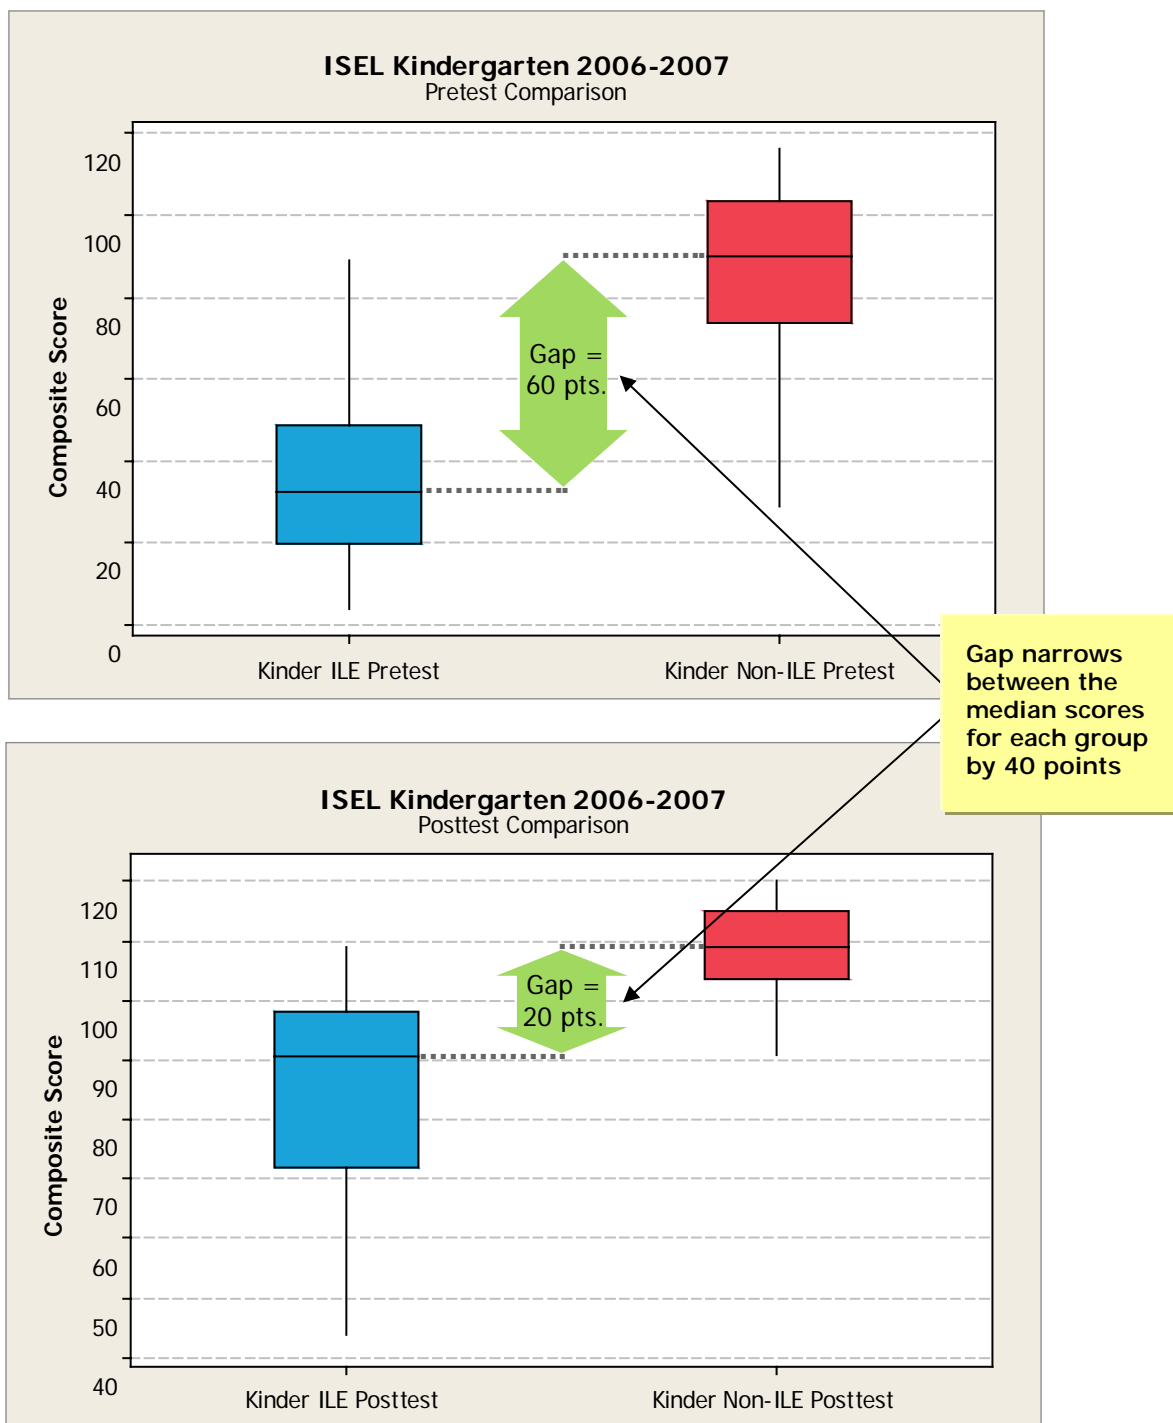 ISEL Kindergarten 2006-2007
Pretest Comparison
120
100
80
60
40
20
0
Composite Score
Gap =
60 pts.
Kinder ILE Pretest
Kinder Non-ILE Pretest
Gap narrows
between the
median scores
for each group
by 40 points
ISEL Kindergarten 2006-2007
Posttest Comparison
120
110
100
90
80
70
60
50
40
Composite Score
Gap =
20 pts.
Kinder ILE Posttest
Kinder Non-ILE Posttest